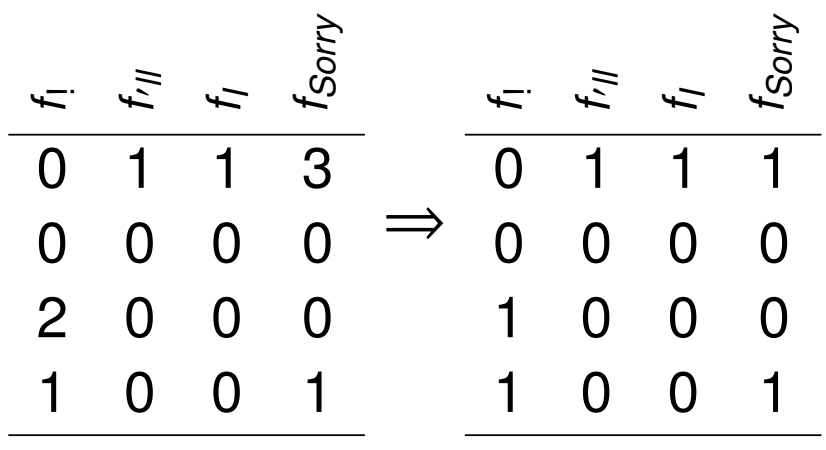 f! f'll fI fSorry f! f'll fI fSorry
0 1 1 3 0 1 1 1
0 0 0 0 ⇒ 0 0 0 0
2 0 0 0 1 0 0 0
1 0 0 1 1 0 0 1